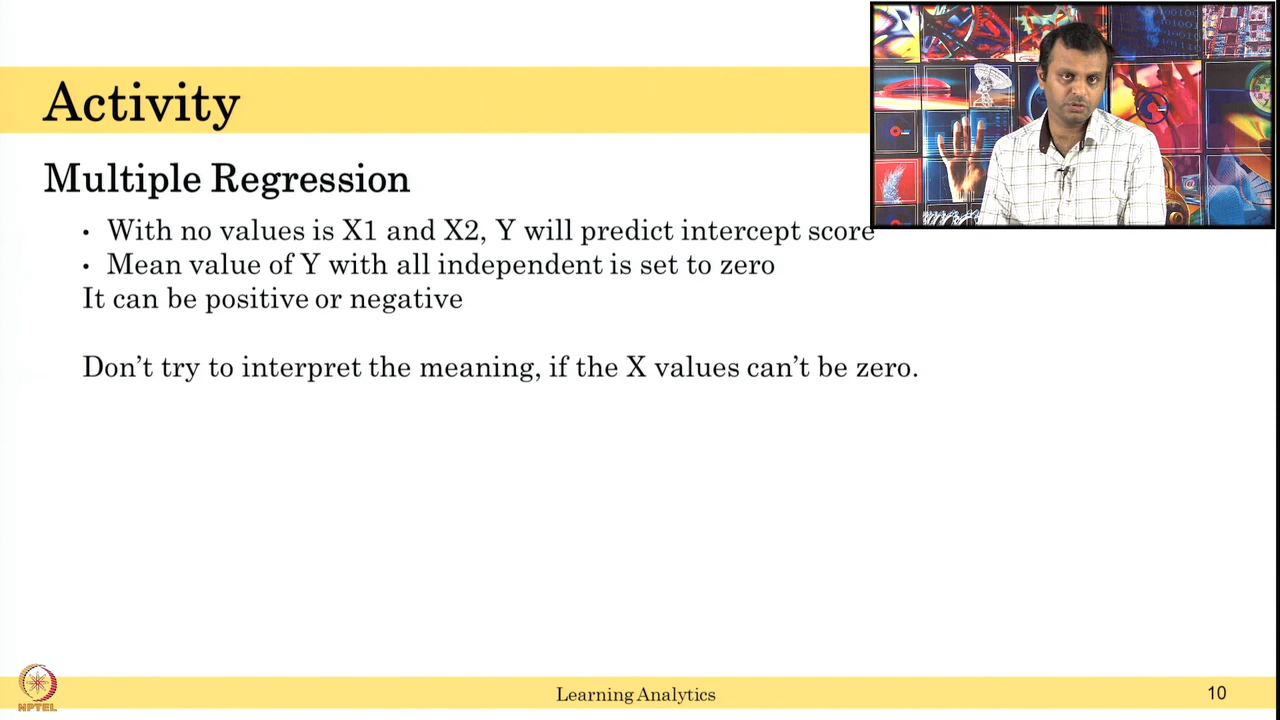 Activity
Multiple Regression
• With no values is X1 and X2, Y will predict intercept score
• Mean value of Y with all independent is set to zero
It can be positive or negative
Don't try to interpret the meaning, if the X values can't be zero.
NPTEL
Learning Analytics
10